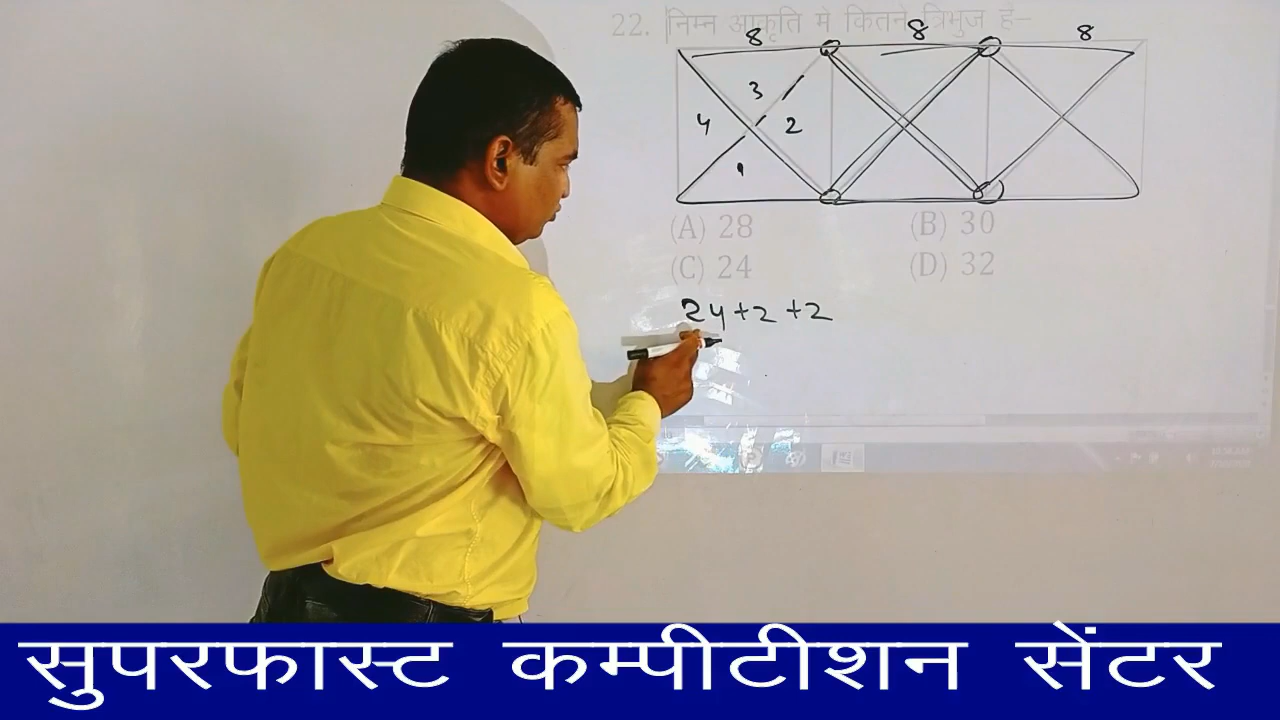 22. निम्न आकृति मे कितने त्रिभुज है–
8 8 8
3
4 2
1
(A) 28 (B) 30
(C) 24 (D) 32
24+2+2
सुपरफास्ट कम्पीटीशन सेंटर